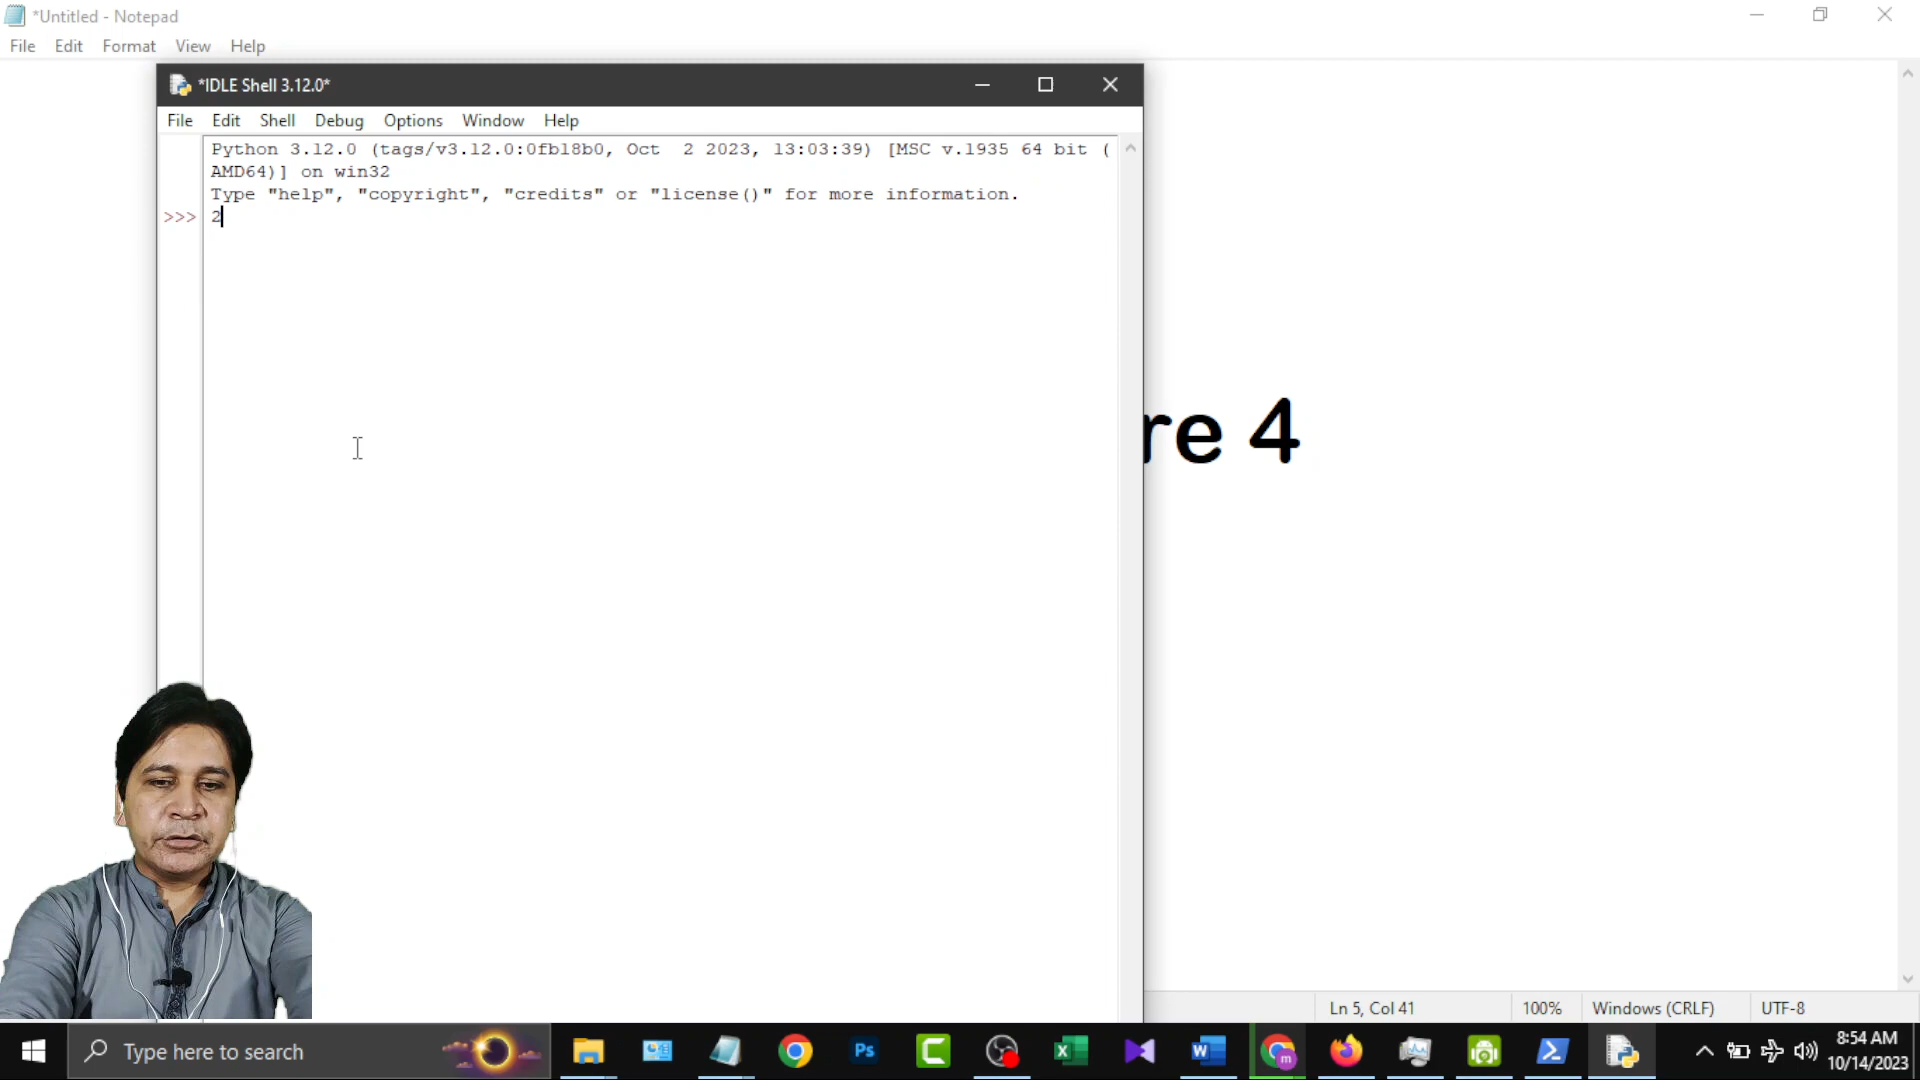 *Untitled - Notepad
File Edit Format View Help
*IDLE Shell 3.12.0*
File Edit Shell Debug Options Window Help
Python 3.12.0 (tags/v3.12.0:0fb18b0, Oct  2 2023, 13:03:39) [MSC v.1935 64 bit (
AMD64)] on win32
Type "help", "copyright", "credits" or "license()" for more information.
>>> 2
re 4
Ln 5, Col 41 100% Windows (CRLF) UTF-8
Type here to search
Ps
m
8:54 AM
10/14/2023